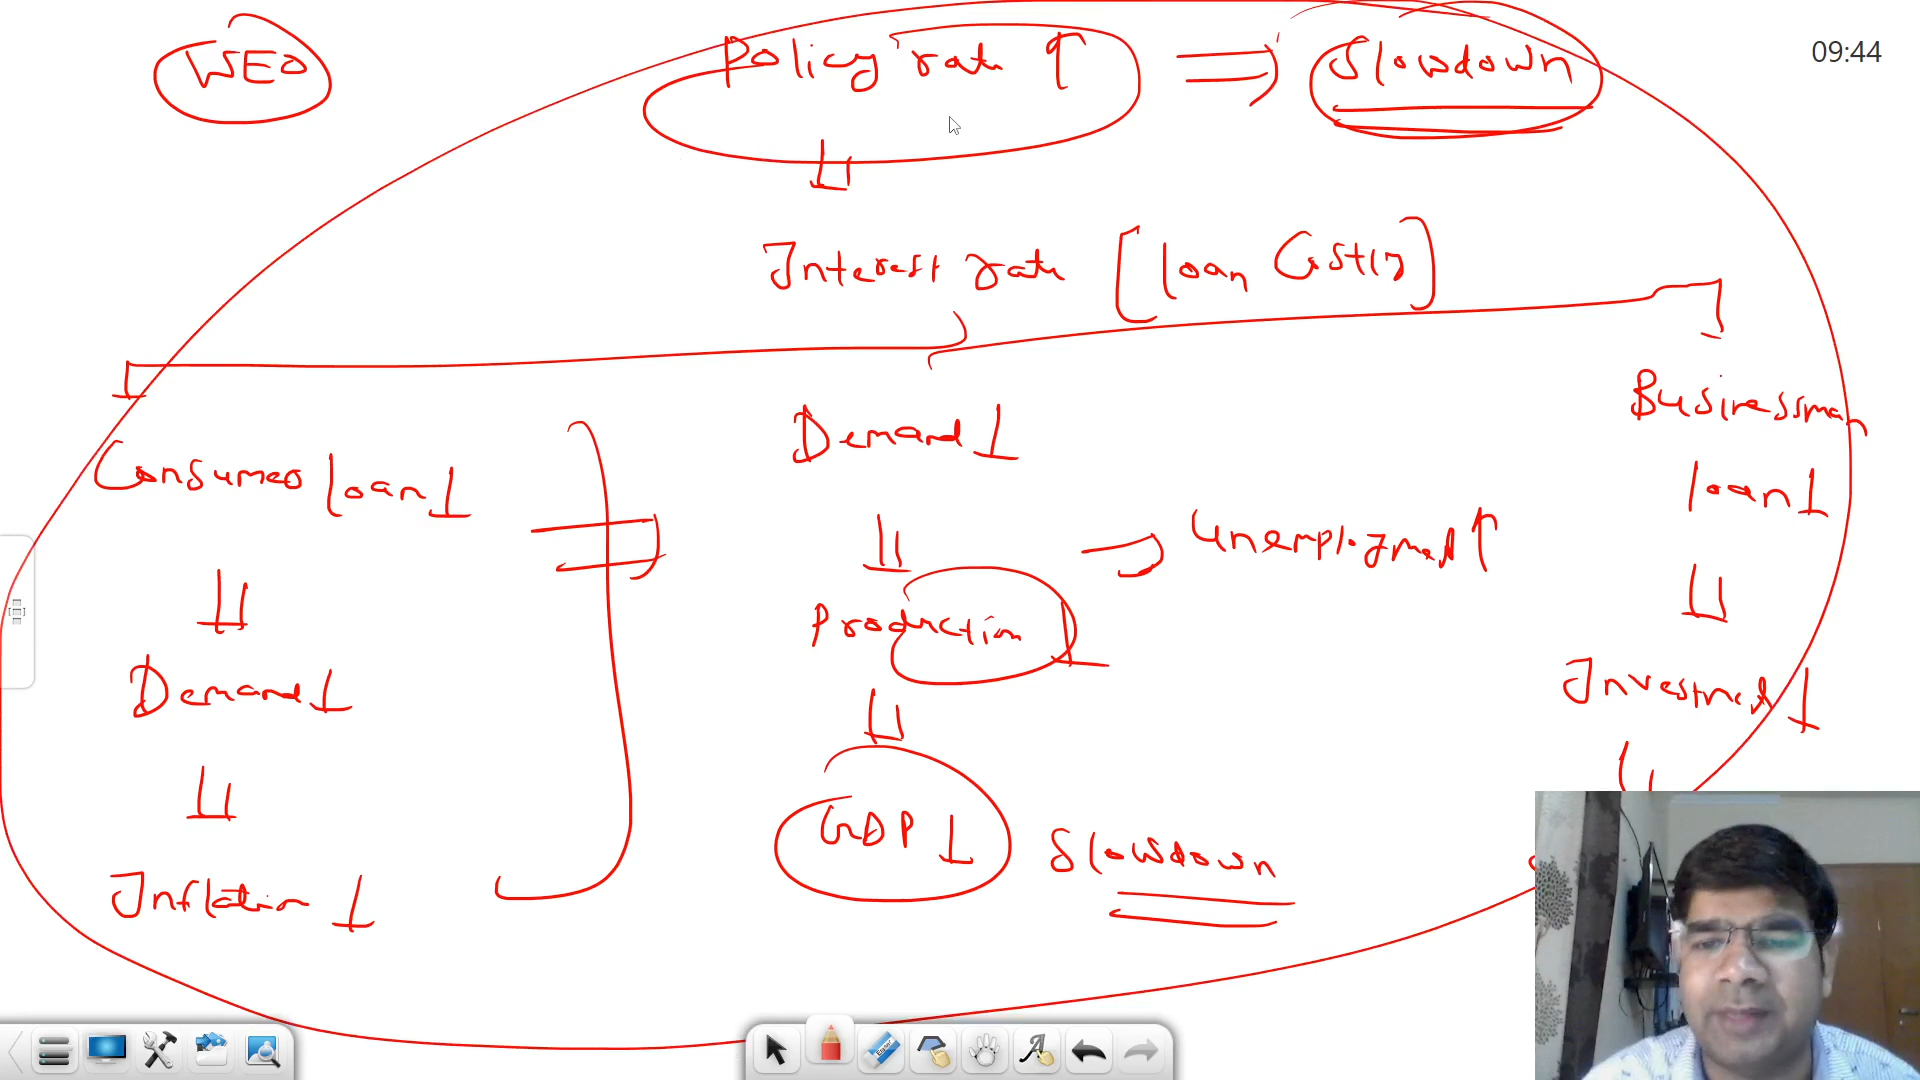 WEO
Policy rate ↑ ⇒ Slowdown
09:44
Interest rate [loan Costly]
Businessman
loan ↓
Investment ↓
Consumer loan ↓
Demand ↓
Inflation ↓
Demand ↓
Unemployment ↑
Production ↓
GDP ↓ Slowdown